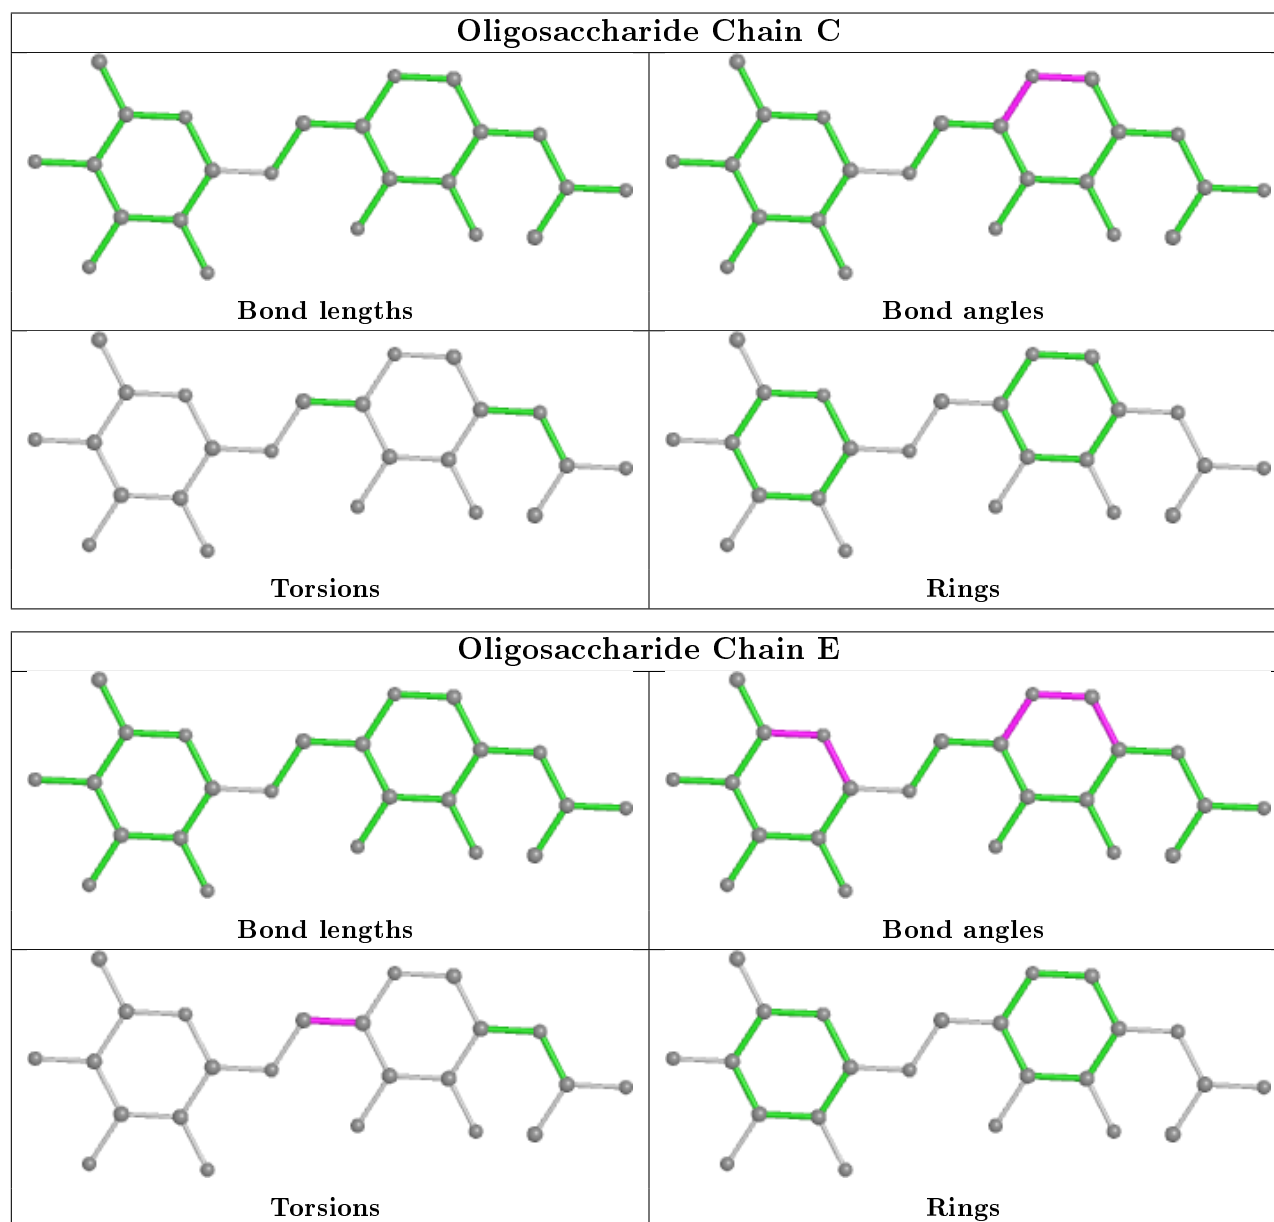 Oligosaccharide Chain C
Bond lengths
Bond angles
Torsions
Rings
Oligosaccharide Chain E
Bond lengths
Bond angles
Torsions
Rings